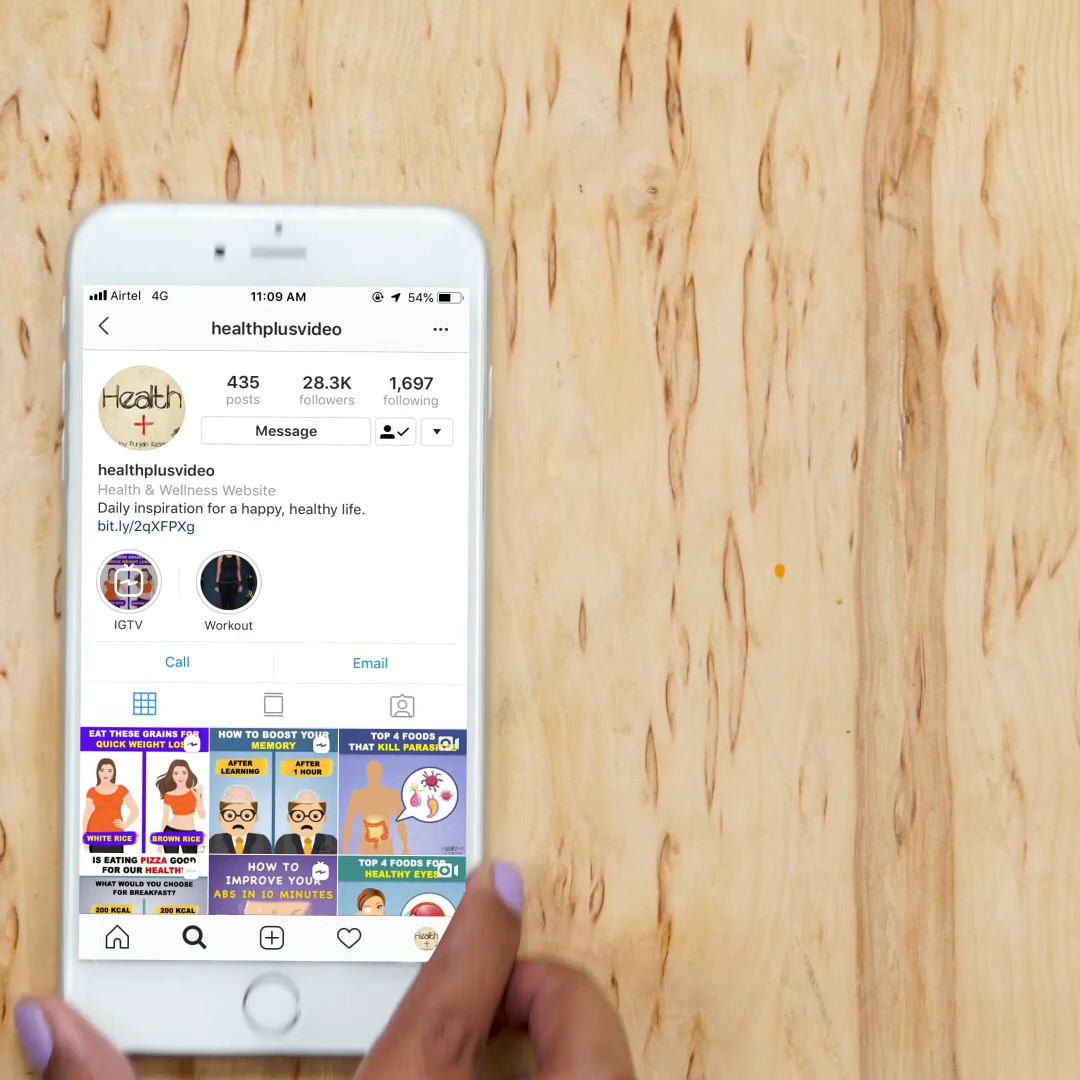 Airtel 4G 11:09 AM 54%
healthplusvideo
Health
435 28.3K 1,697
posts followers following
Message
healthplusvideo
Health & Wellness Website
Daily inspiration for a happy, healthy life.
bit.ly/2qXFPXg
IGTV Workout
Call Email
EAT THESE GRAINS FOR
QUICK WEIGHT LOSS
WHITE RICE BROWN RICE
HOW TO BOOST YOUR
MEMORY
AFTER LEARNING
AFTER 1 HOUR
TOP 4 FOODS
THAT KILL PARASITES
IS EATING PIZZA GOOD
FOR OUR HEALTH
WHAT WOULD YOU CHOOSE
FOR BREAKFAST?
200 KCAL 200 KCAL
HOW TO
IMPROVE YOUR
ABS IN 10 MINUTES
TOP 4 FOODS FOR
HEALTHY EYES
Health